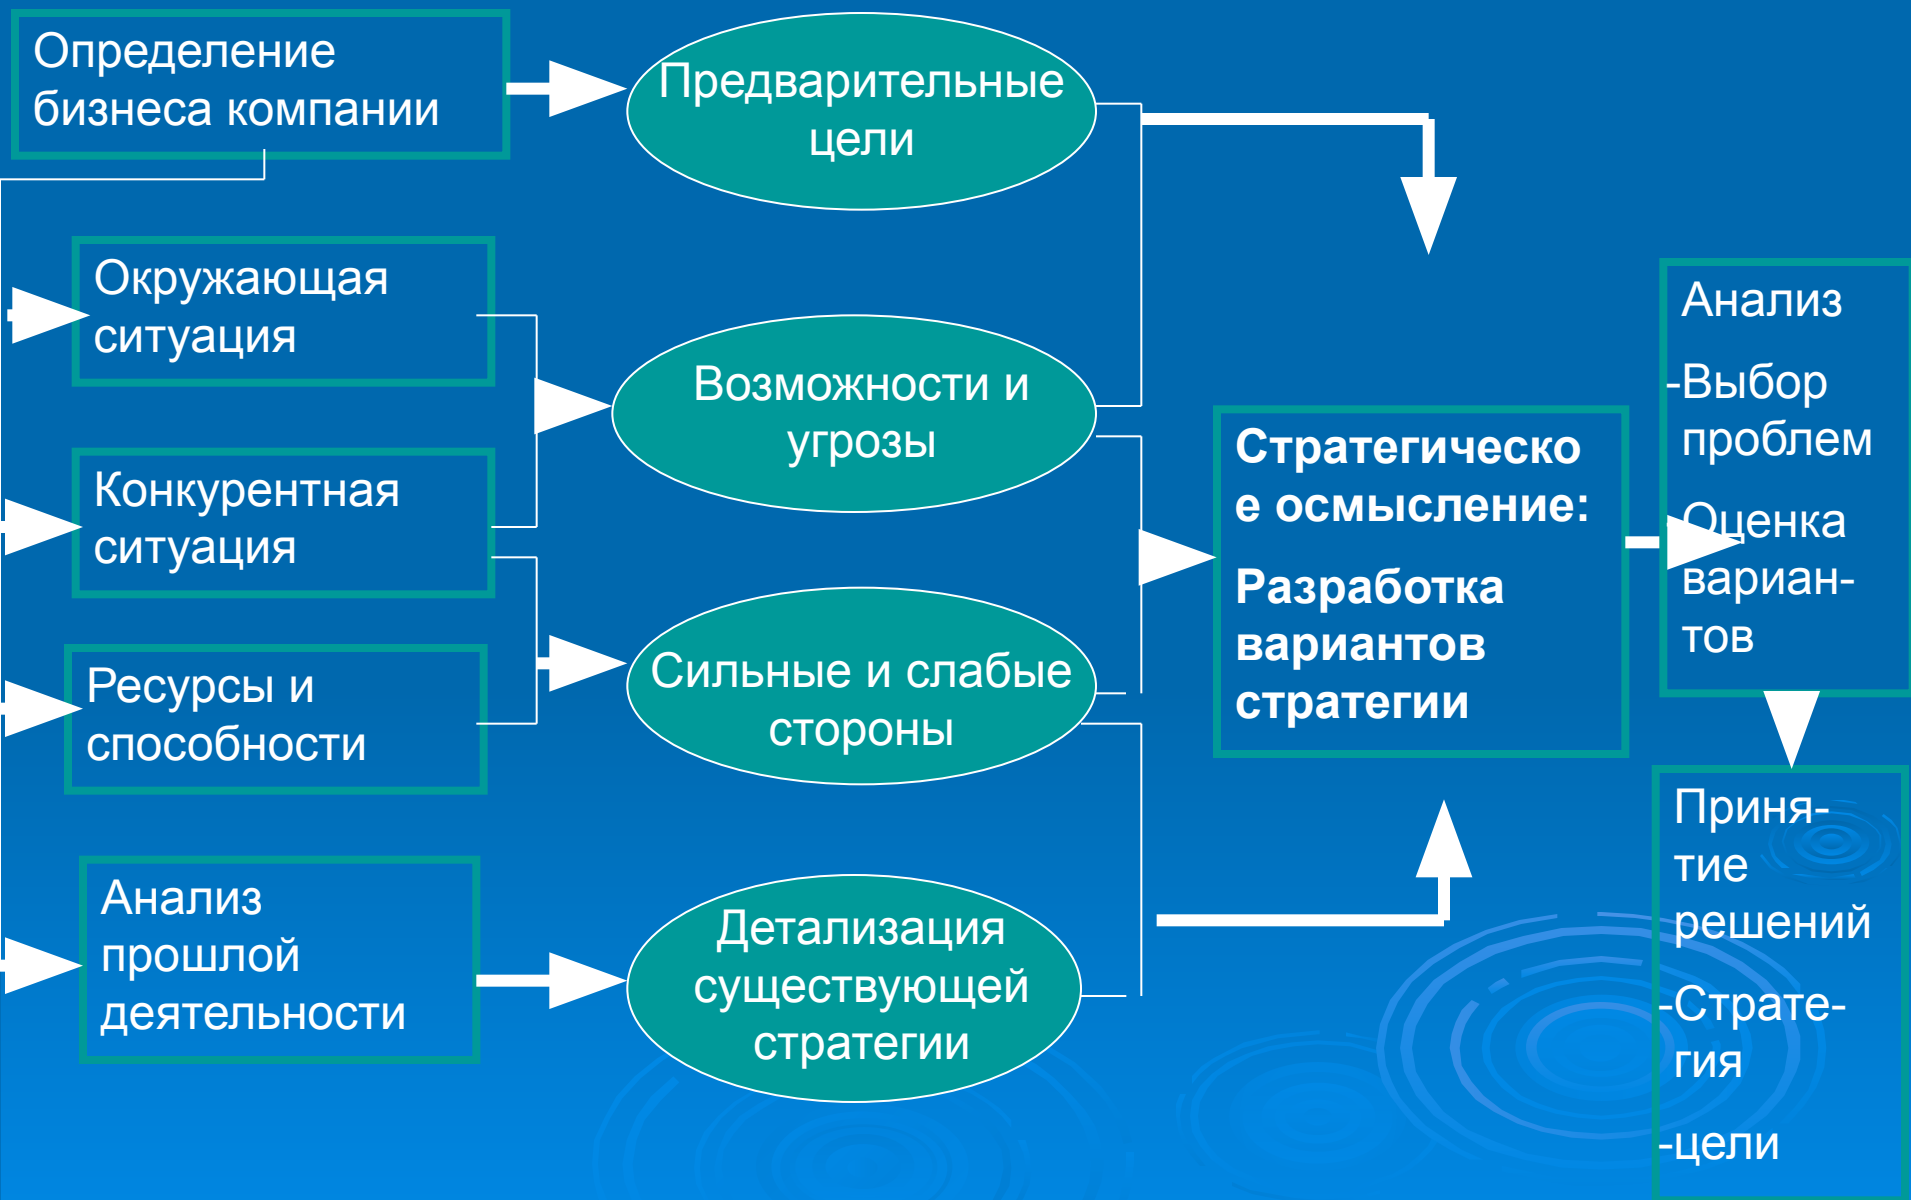 Определение
бизнеса компании
Предварительные
цели
Окружающая
ситуация
Возможности и
угрозы
Конкурентная
ситуация
Ресурсы и
способности
Сильные и слабые
стороны
Анализ
прошлой
деятельности
Детализация
существующей
стратегии
Стратегическо
е осмысление:
Разработка
вариантов
стратегии
Анализ
-Выбор
проблем
Оценка
вариан-
тов
Приня-
тие
решений
-Страте-
гия
-цели